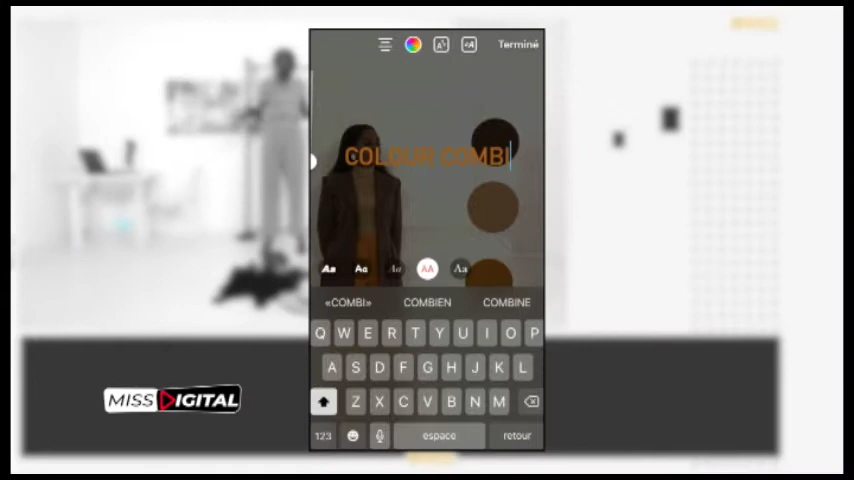 Terminé
COLOUR COMBI
Aa Aa Aa AA Aa
«COMBI» COMBIEN COMBINE
Q W E R T Y U I O P
A S D F G H J K L
Z X C V B N M
123 espace retour
MISS DIGITAL